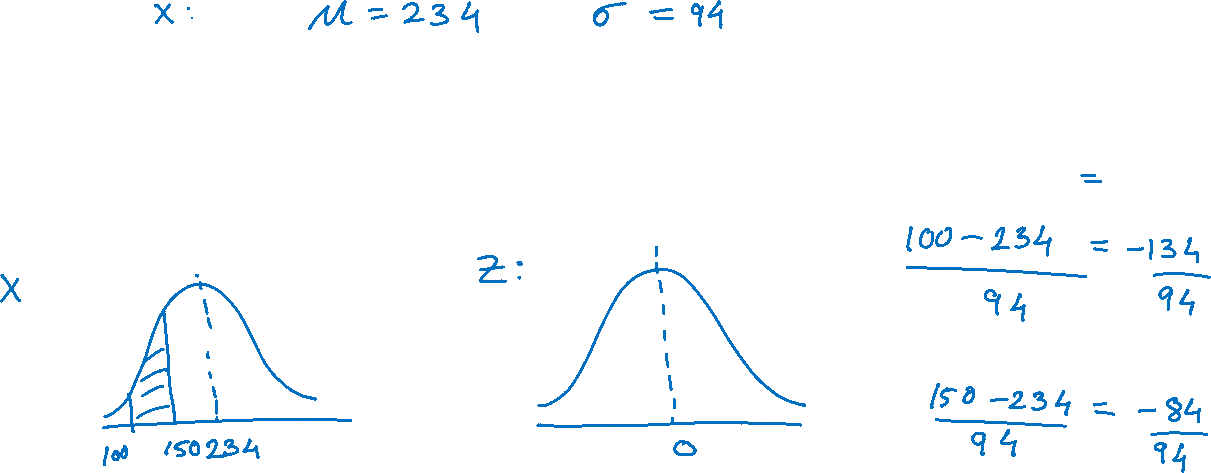 X: μ = 234 σ = 94
=
100 - 234 / 94 = -134 / 94
X
Z:
150 - 234 / 94 = -84 / 94
100 150 234
0